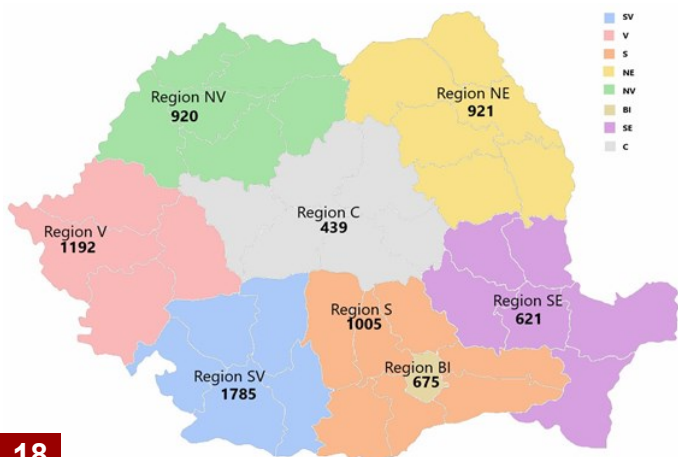 SV
V
S
NE
NV
BI
SE
C
Region NV
920
Region NE
921
Region C
439
Region V
1192
Region SE
621
Region S
1005
Region BI
675
Region SV
1785
18